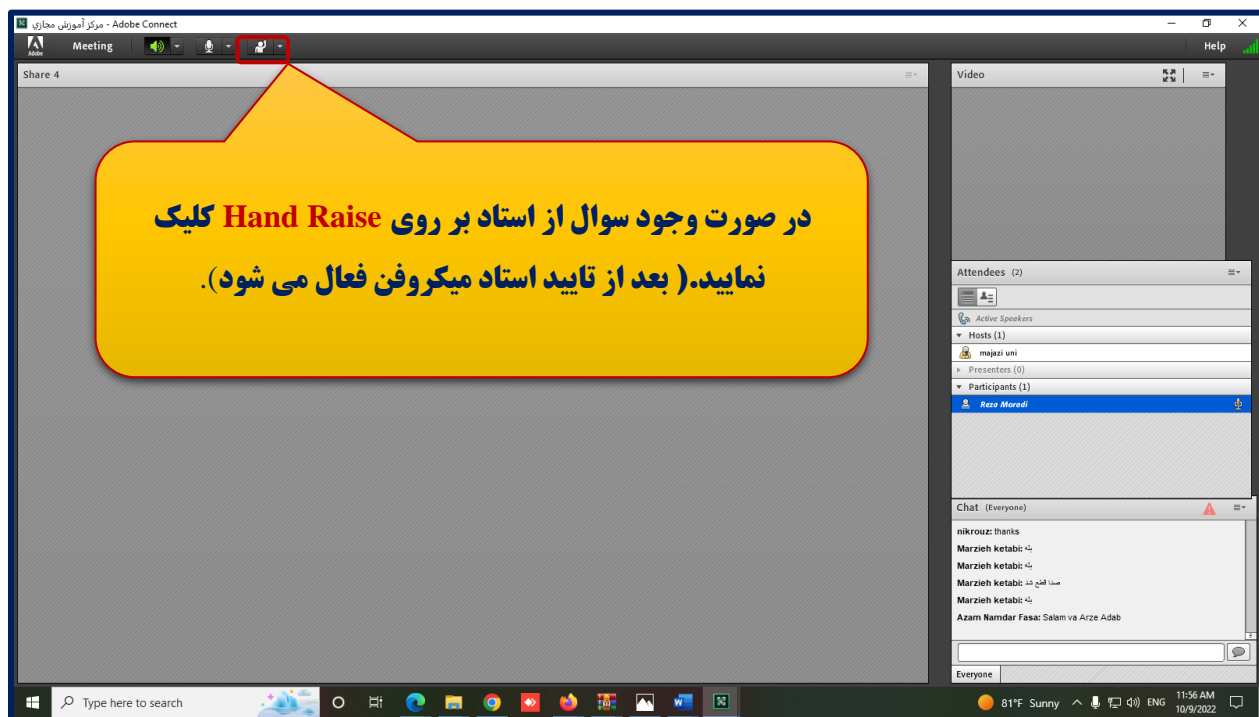 مرکز آموزش مجازي - Adobe Connect
Adobe
Meeting
Help
Share 4
Video
در صورت وجود سوال از استاد بر روی Hand Raise کلیک
نمایید.( بعد از تایید استاد میکروفن فعال می شود).
Attendees (2)
Active Speakers
Hosts (1)
majazi uni
Presenters (0)
Participants (1)
Reza Moradi
Chat (Everyone)
nikrouz: thanks
Marzieh ketabi: بله
Marzieh ketabi: بله
Marzieh ketabi: صدا قطع شد
Marzieh ketabi: بله
Azam Namdar Fasa: Salam va Arze Adab
Everyone
Type here to search
81°F Sunny
ENG
11:56 AM
10/9/2022